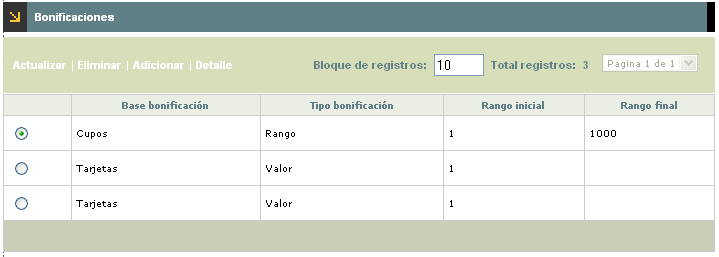 Bonificaciones
Actualizar | Eliminar | Adicionar | Detalle Bloque de registros: 10 Total registros: 3 Pagina 1 de 1
Base bonificación Tipo bonificación Rango inicial Rango final
Cupos Rango 1 1000
Tarjetas Valor 1
Tarjetas Valor 1